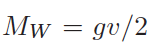 M_W = gv/2